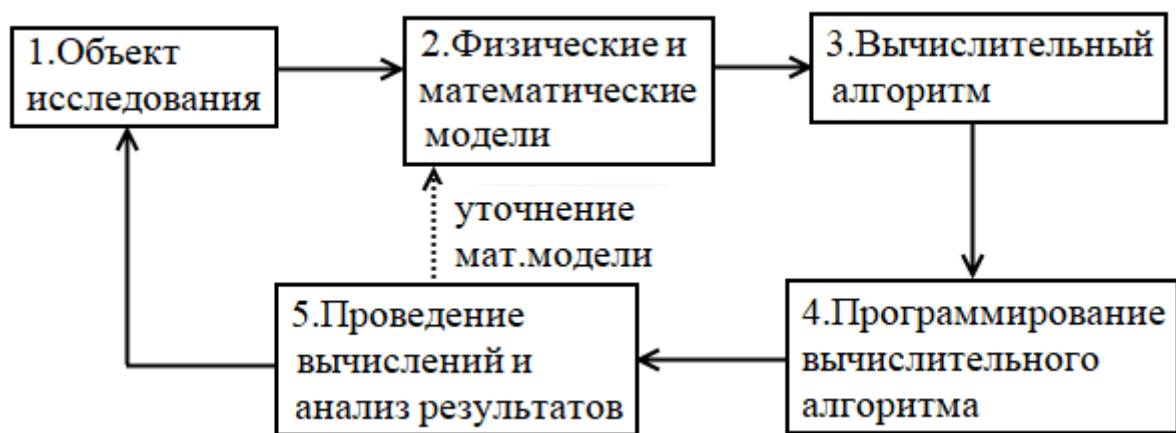 1.Объект
исследования
2.Физические и
математические
модели
3.Вычислительный
алгоритм
уточнение
мат.модели
5.Проведение
вычислений и
анализ результатов
4.Программирование
вычислительного
алгоритма